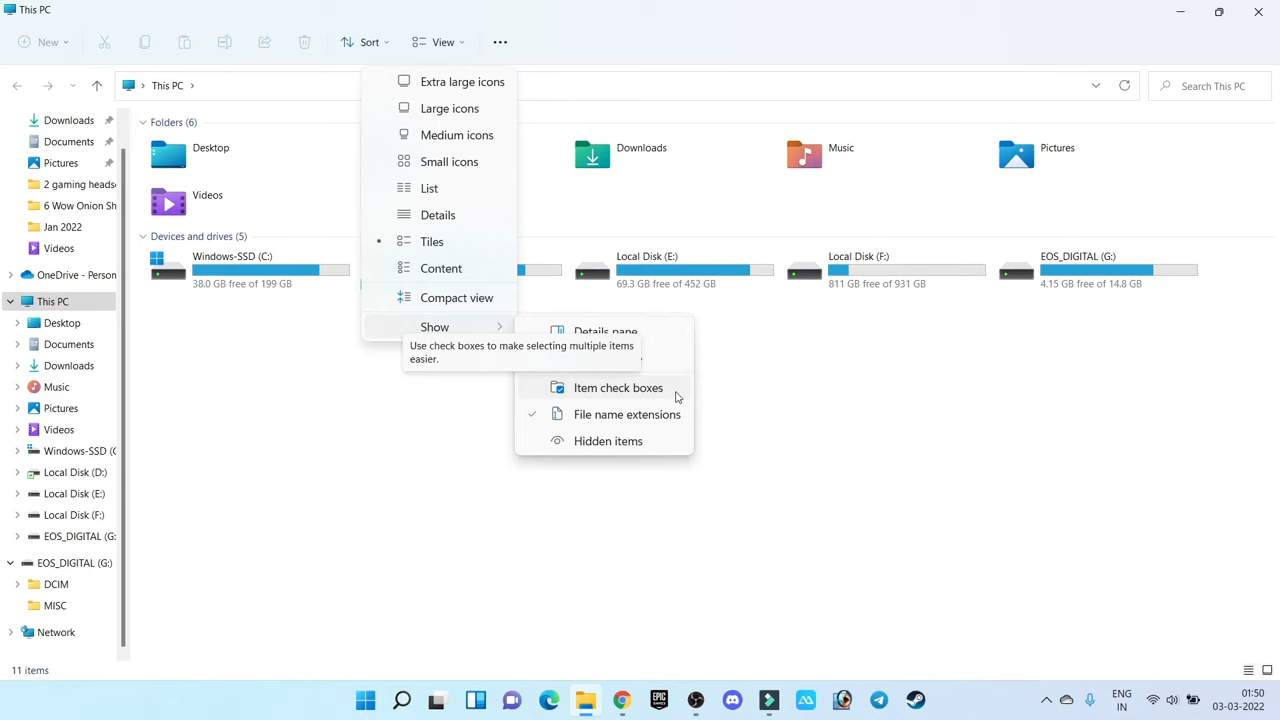 This PC
New
Sort
View
This PC
Search This PC
Downloads
Documents
Pictures
2 gaming heads
6 Wow Onion Sh
Jan 2022
Videos
OneDrive - Person
This PC
Desktop
Documents
Downloads
Music
Pictures
Videos
Windows-SSD (C
Local Disk (D:)
Local Disk (E:)
Local Disk (F:)
EOS_DIGITAL (G:
EOS_DIGITAL (G:)
DCIM
MISC
Network
Folders (6)
Desktop
Downloads
Music
Pictures
Videos
Devices and drives (5)
Windows-SSD (C:)
38.0 GB free of 199 GB
Local Disk (E:)
69.3 GB free of 452 GB
Local Disk (F:)
811 GB free of 931 GB
EOS_DIGITAL (G:)
4.15 GB free of 14.8 GB
Extra large icons
Large icons
Medium icons
Small icons
List
Details
Tiles
Content
Compact view
Show
Use check boxes to make selecting multiple items
easier.
Details pane
Item check boxes
File name extensions
Hidden items
11 items
EPIC
GAMES
ENG
IN
01:50
03-03-2022